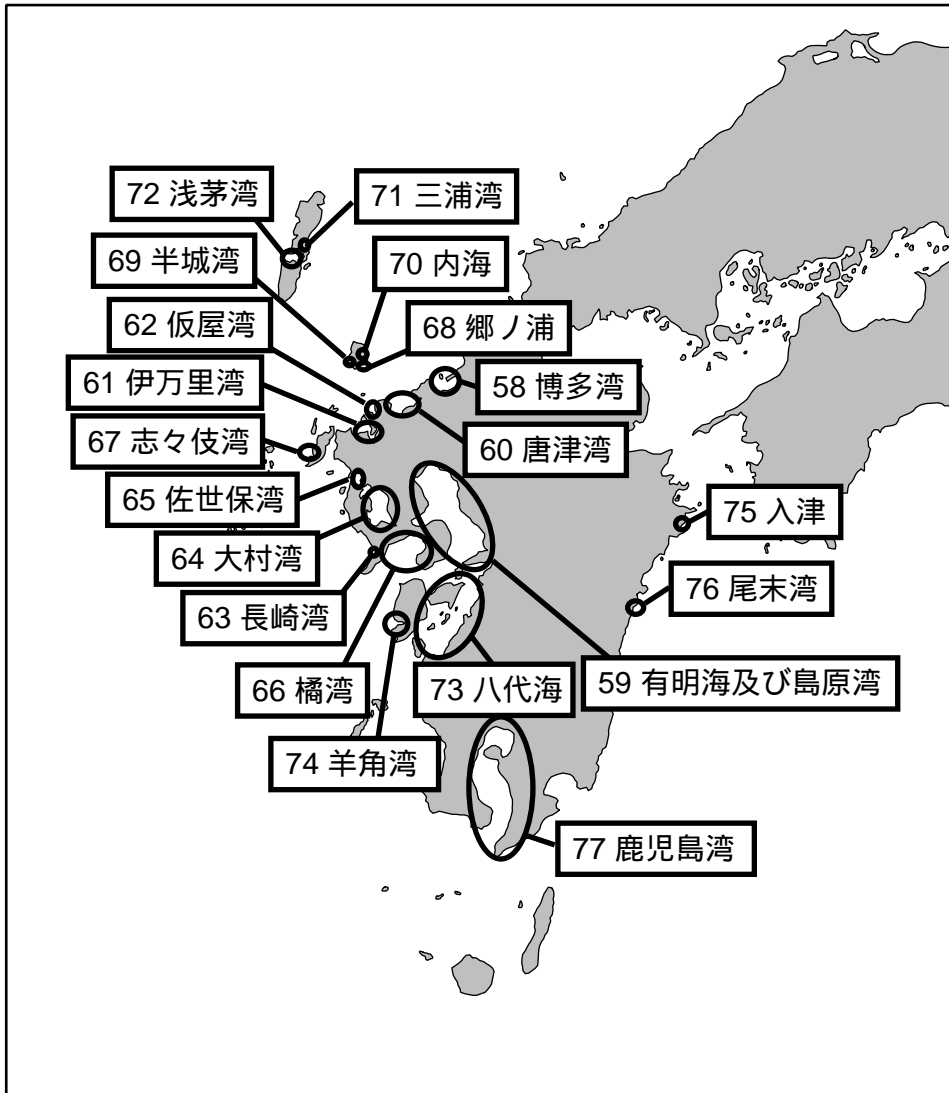 72 浅茅湾
71 三浦湾
69 半城湾
70 内海
62 仮屋湾
68 郷ノ浦
61 伊万里湾
58 博多湾
67 志々伎湾
60 唐津湾
65 佐世保湾
75 入津
64 大村湾
76 尾末湾
63 長崎湾
66 橘湾
73 八代海
59 有明海及び島原湾
74 羊角湾
77 鹿児島湾